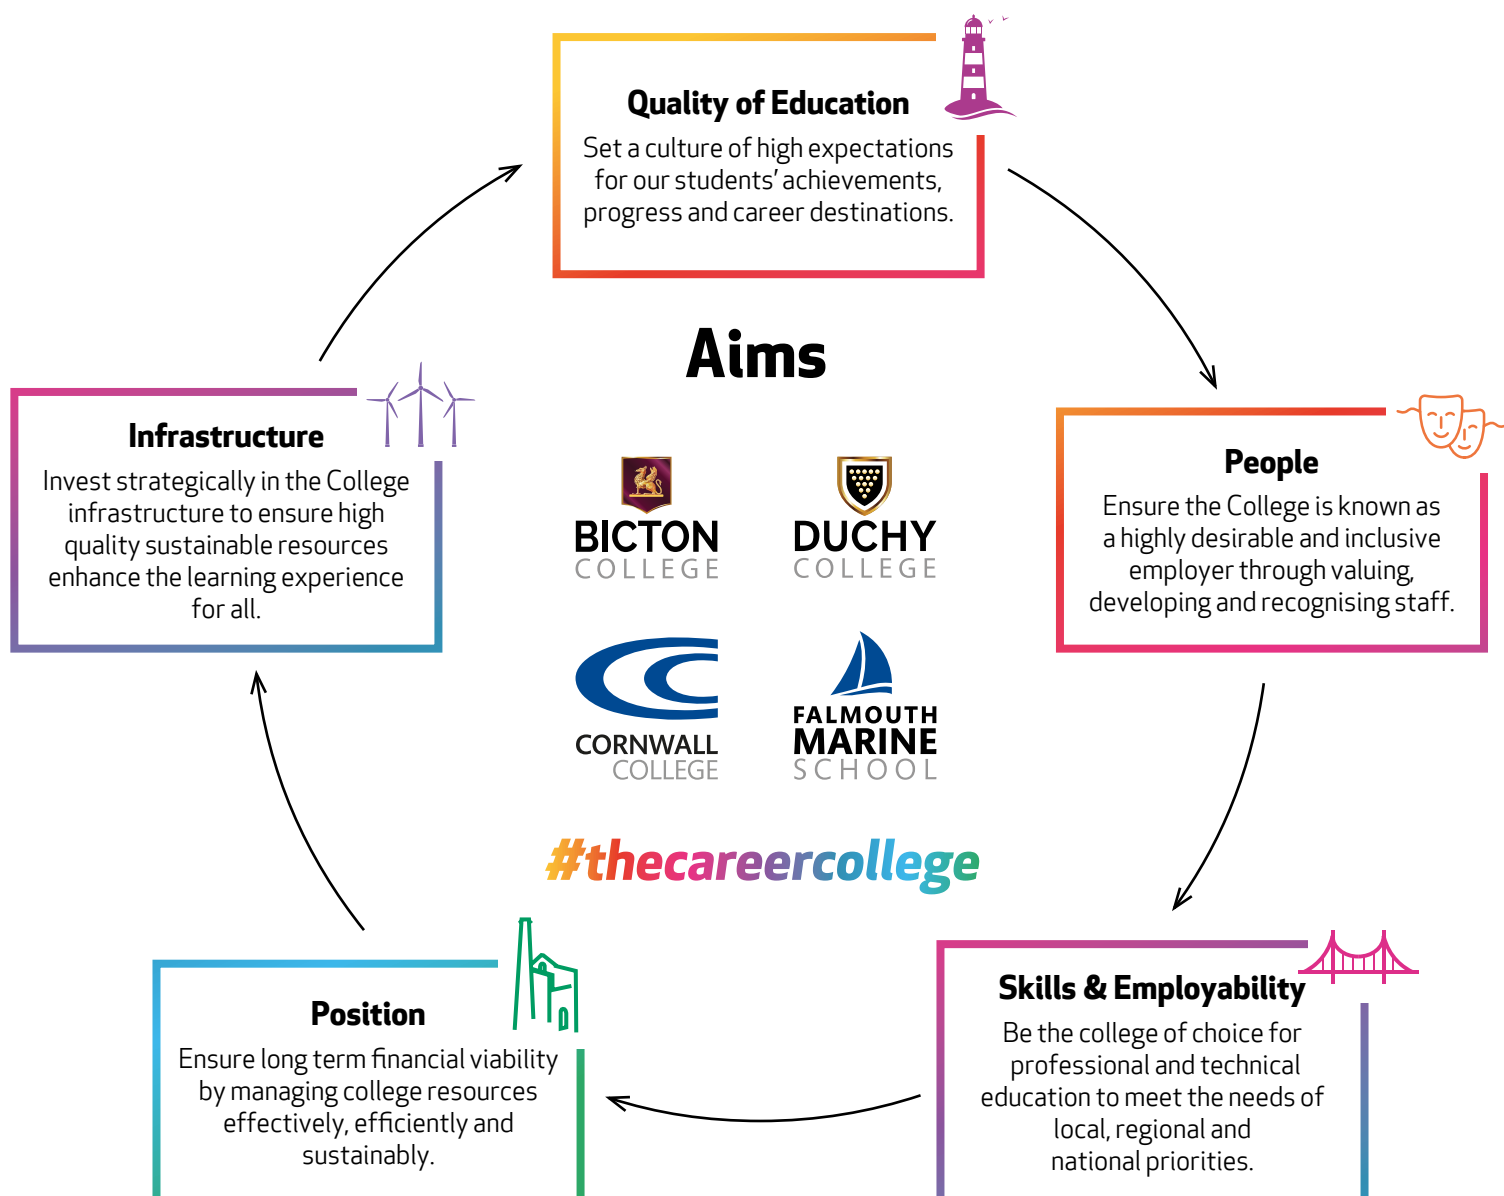 Quality of Education
Set a culture of high expectations
for our students' achievements,
progress and career destinations.
Aims
Infrastructure
Invest strategically in the College
infrastructure to ensure high
quality sustainable resources
enhance the learning experience
for all.
People
Ensure the College is known as
a highly desirable and inclusive
employer through valuing,
developing and recognising staff.
BICTON
COLLEGE
DUCHY
COLLEGE
CORNWALL
COLLEGE
FALMOUTH
MARINE
SCHOOL
#thecareercollege
Position
Ensure long term financial viability
by managing college resources
effectively, efficiently and
sustainably.
Skills & Employability
Be the college of choice for
professional and technical
education to meet the needs of
local, regional and
national priorities.